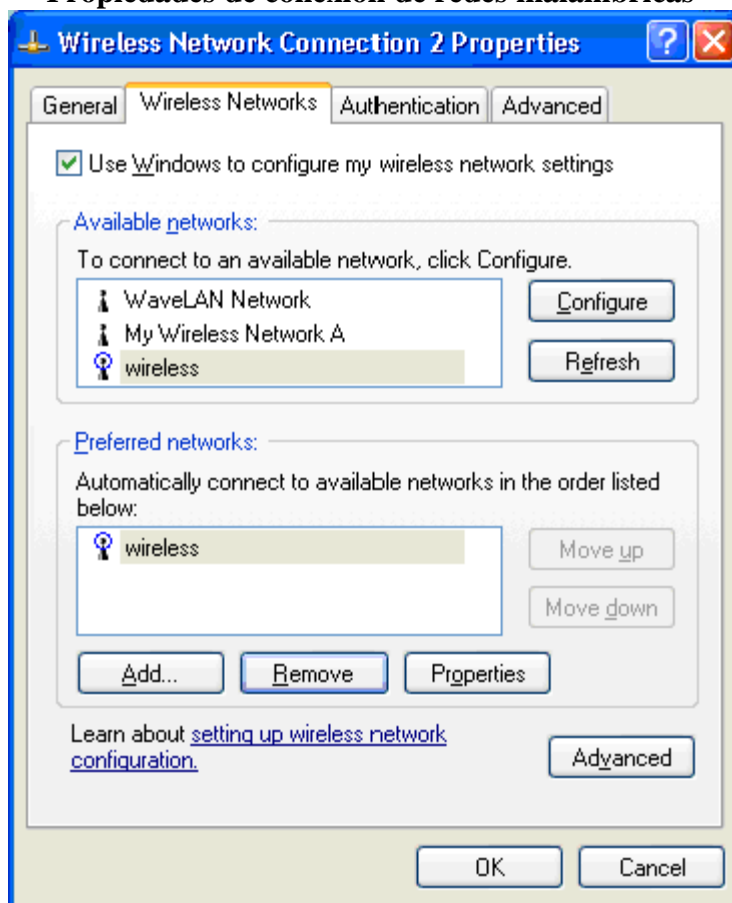 Propiedades de conexión de redes inalámbricas
Wireless Network Connection 2 Properties
General
Wireless Networks
Authentication
Advanced
Use Windows to configure my wireless network settings
Available networks:
To connect to an available network, click Configure.
WaveLAN Network
My Wireless Network A
wireless
Configure
Refresh
Preferred networks:
Automatically connect to available networks in the order listed
below:
wireless
Move up
Move down
Add...
Remove
Properties
Learn about setting up wireless network
configuration.
Advanced
OK
Cancel